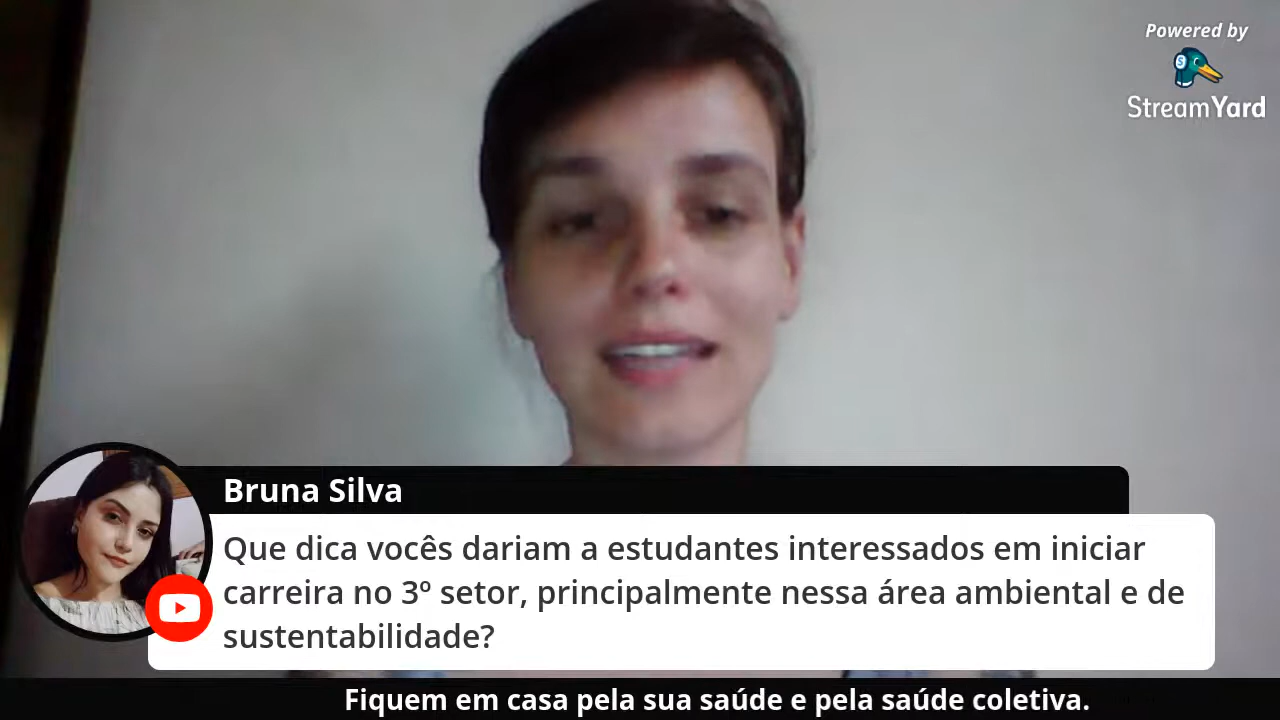 Powered by
StreamYard
Bruna Silva
Que dica vocês dariam a estudantes interessados em iniciar
carreira no 3º setor, principalmente nessa área ambiental e de
sustentabilidade?
Fiquem em casa pela sua saúde e pela saúde coletiva.